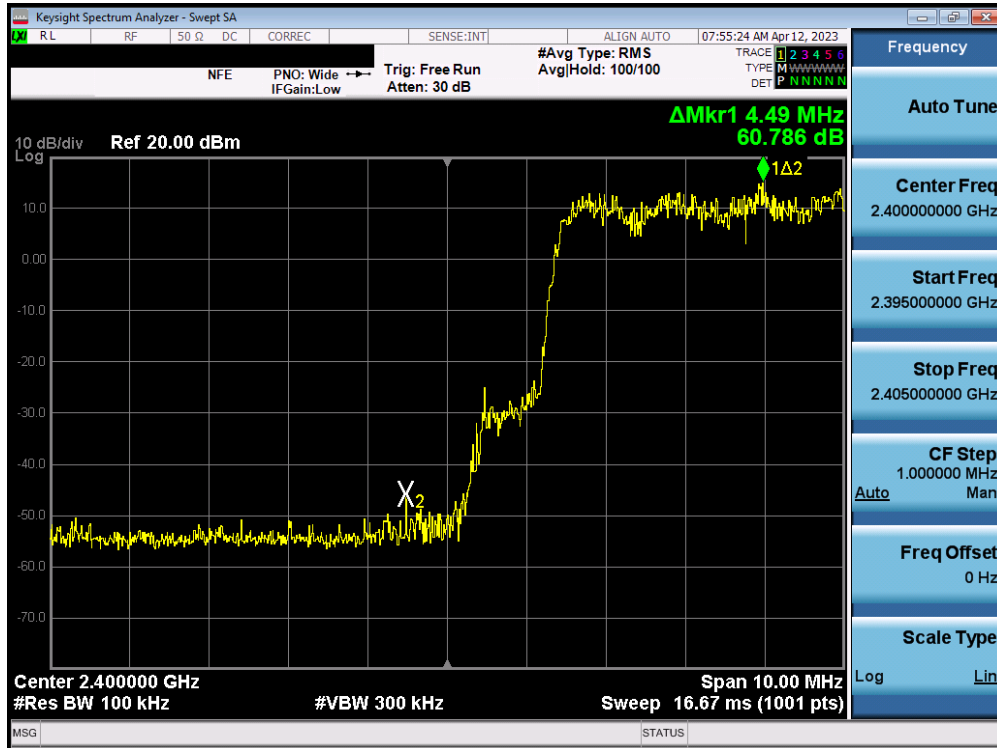 Keysight Spectrum Analyzer - Swept SA
LXI RL RF 50 Ω DC CORREC SENSE:INT ALIGN AUTO 07:55:24 AM Apr 12, 2023
NFE PNO: Wide Trig: Free Run #Avg Type: RMS TRACE 1 2 3 4 5 6
IFGain:Low Atten: 30 dB Avg|Hold: 100/100 TYPE M WWWWW
DET P N N N N N
ΔMkr1 4.49 MHz
60.786 dB
10 dB/div Ref 20.00 dBm
Log
1Δ2
10.0
0.00
-10.0
-20.0
-30.0
-40.0
X2
-50.0
-60.0
-70.0
Center 2.400000 GHz Span 10.00 MHz
#Res BW 100 kHz #VBW 300 kHz Sweep 16.67 ms (1001 pts)
MSG STATUS
Frequency
Auto Tune
Center Freq
2.400000000 GHz
Start Freq
2.395000000 GHz
Stop Freq
2.405000000 GHz
CF Step
1.000000 MHz
Auto Man
Freq Offset
0 Hz
Scale Type
Log Lin